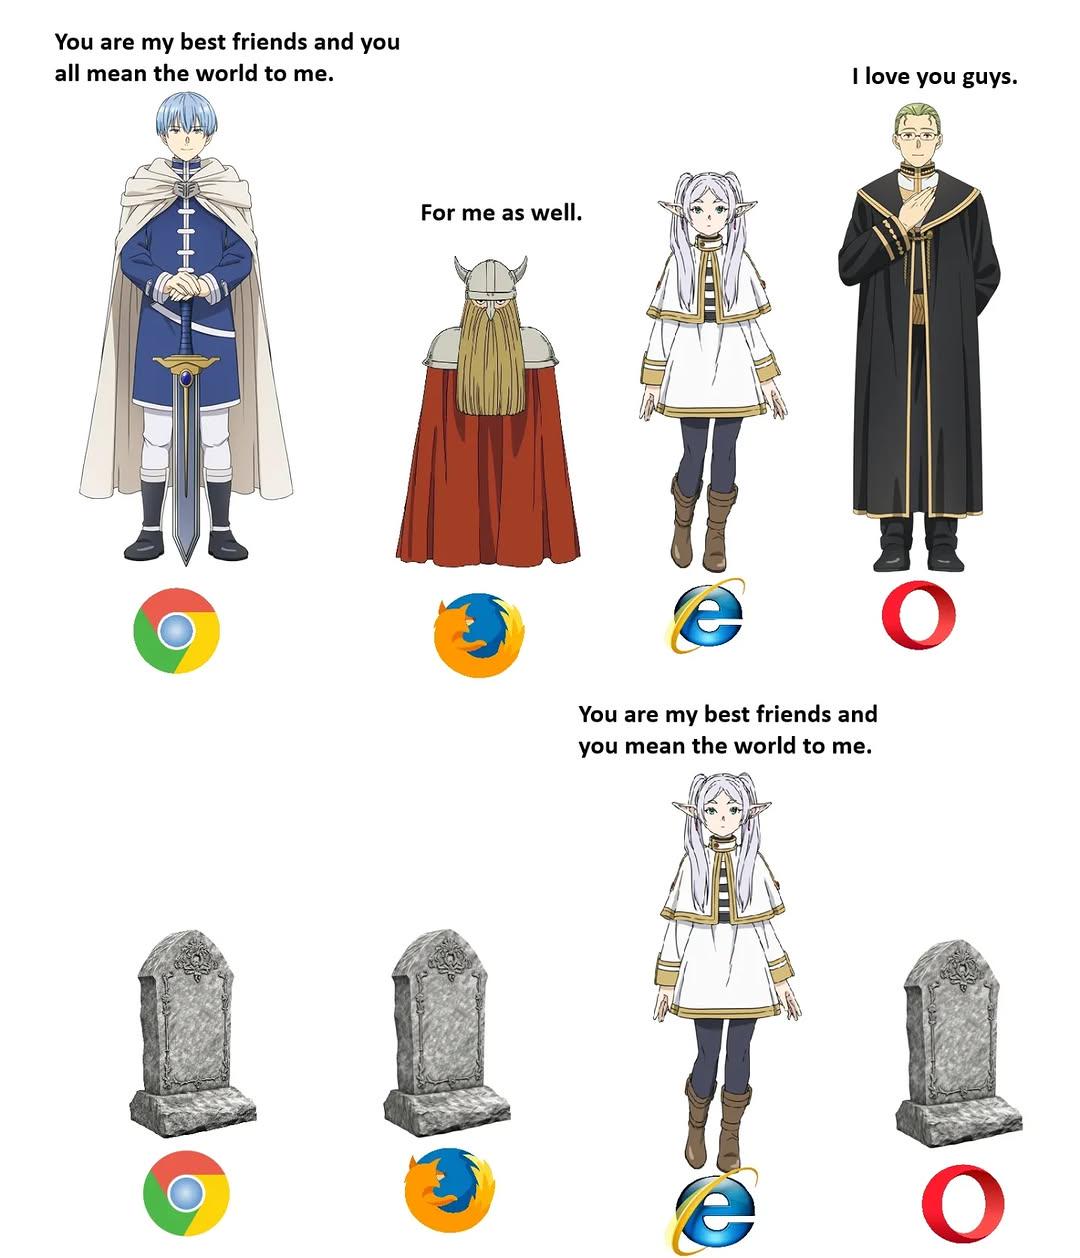 You are my best friends and you
all mean the world to me.
I love you guys.
For me as well.
You are my best friends and
you mean the world to me.